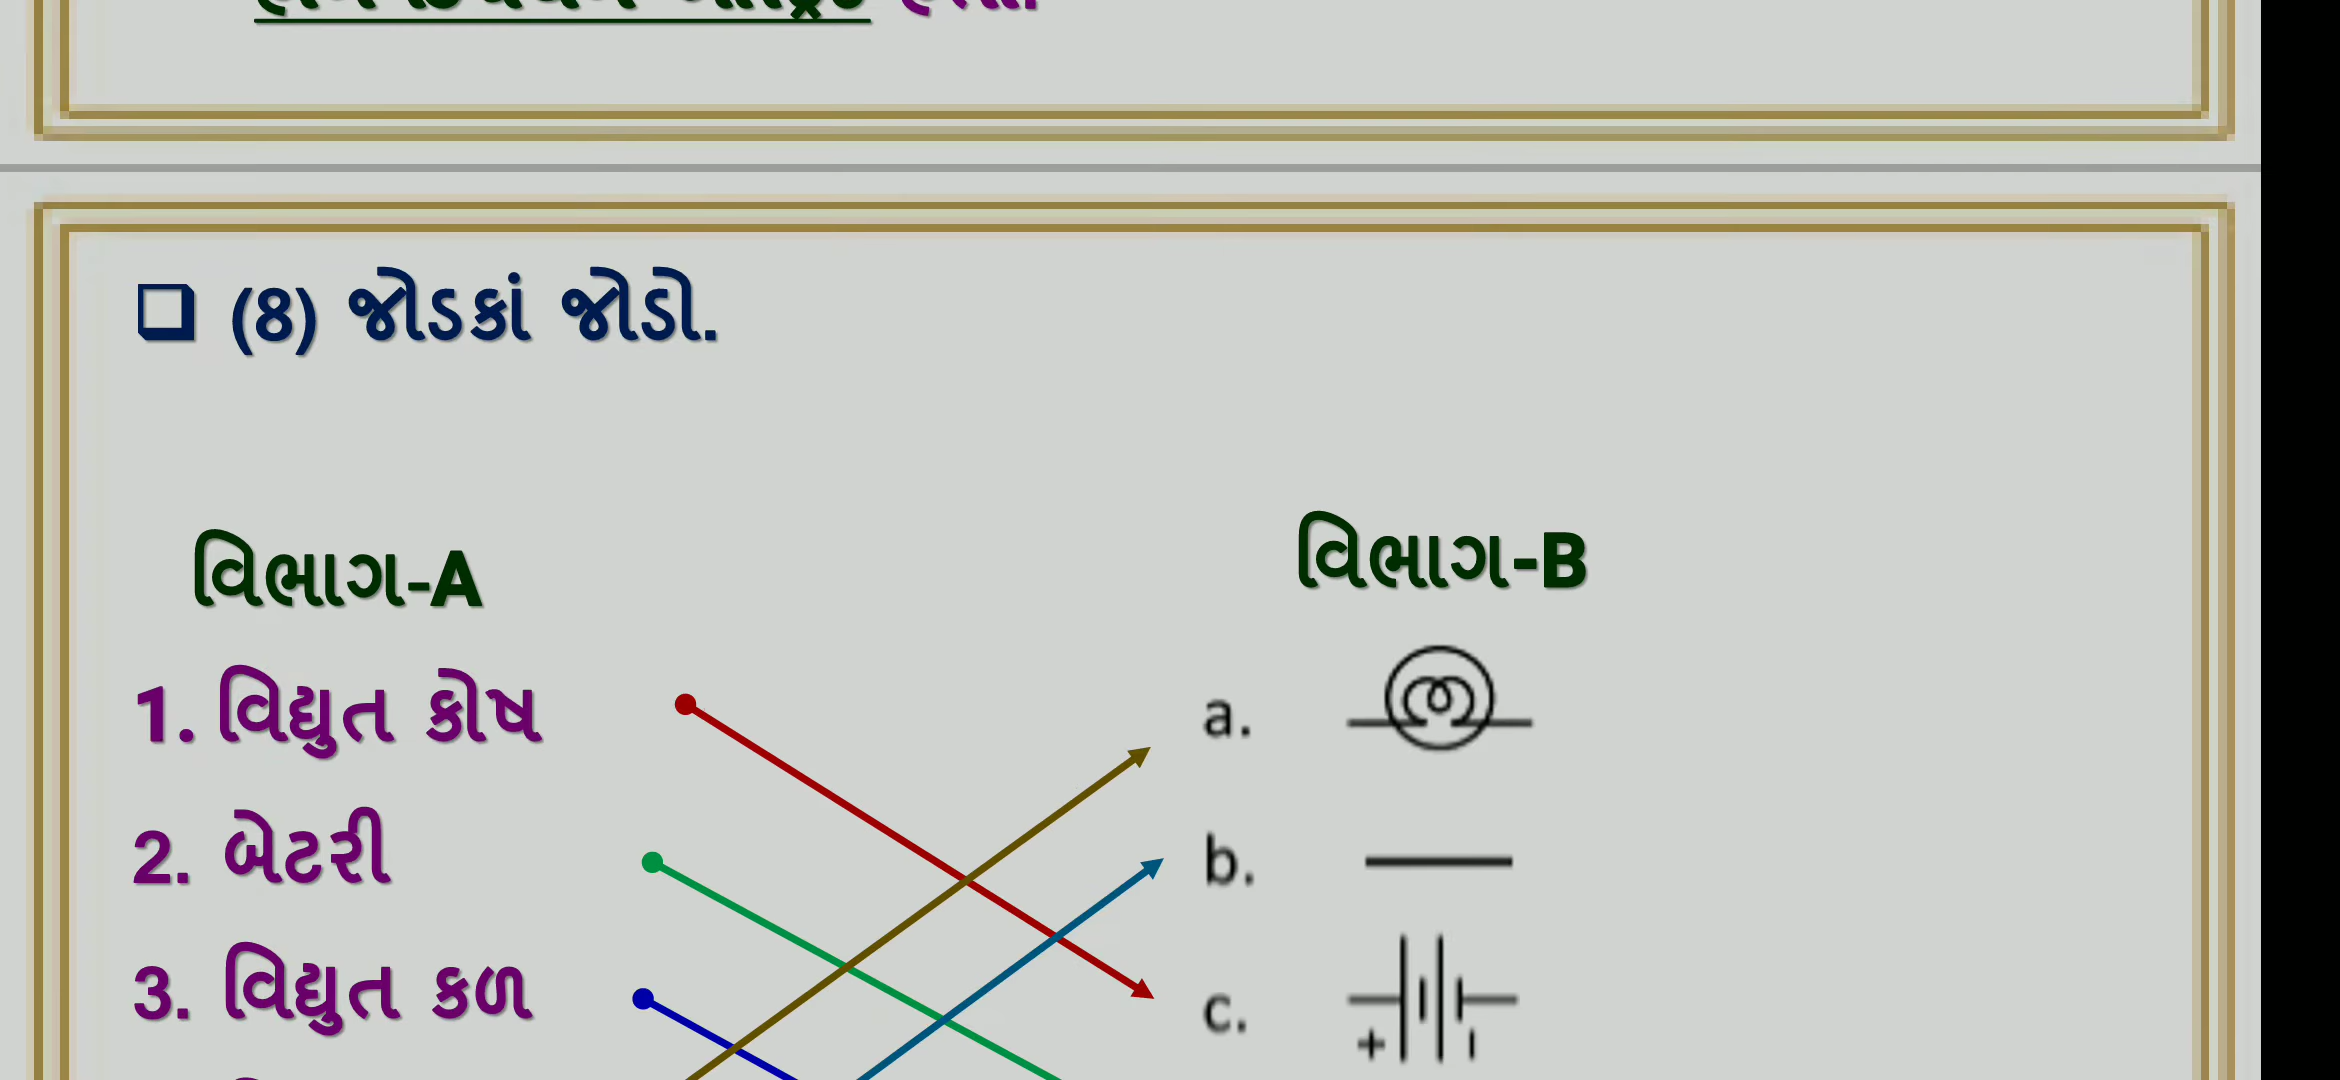 (8) જોડકાં જોડો.
વિભાગ-A
વિભાગ-B
1. વિદ્યુત કોષ
a.
2. બેટરી
b.
3. વિદ્યુત કળ
c.
+